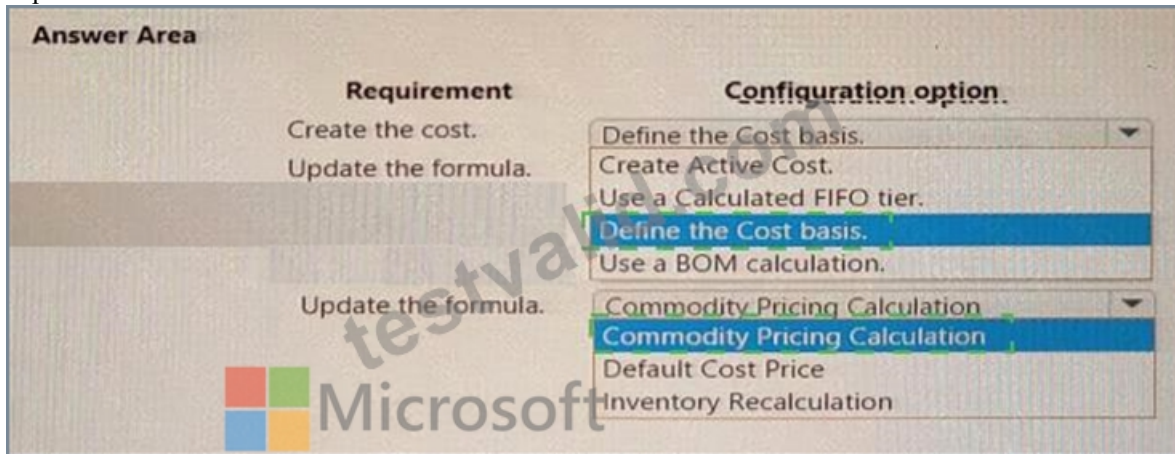 Answer Area
Requirement Configuration option
Create the cost. Define the Cost basis.
Update the formula. Create Active Cost.
Use a Calculated FIFO tier.
Define the Cost basis.
Use a BOM calculation.
Update the formula. Commodity Pricing Calculation
Commodity Pricing Calculation
Default Cost Price
Inventory Recalculation
testvalid.com
Microsoft